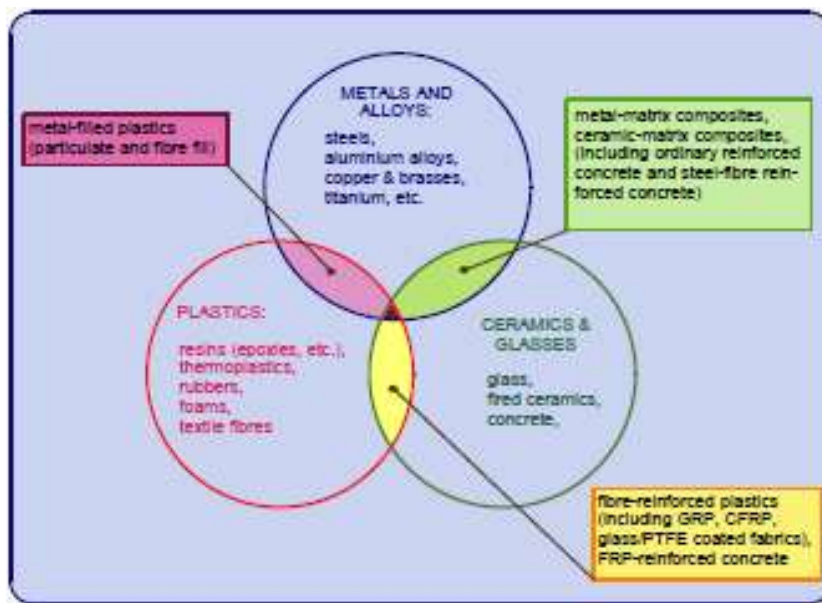 METALS AND
ALLOYS:
steels,
aluminium alloys,
copper & brasses,
titanium, etc.
metal-filled plastics
(particulate and fibre fill)
metal-matrix composites,
ceramic-matrix composites,
(including ordinary reinforced
concrete and steel-fibre rein-
forced concrete)
PLASTICS:
resins (epoxies, etc.),
thermoplastics,
rubbers,
foams,
textile fibres
CERAMICS &
GLASSES
glass,
fired ceramics,
concrete,
fibre-reinforced plastics
(including GRP, CFRP,
glass/PTFE coated fabrics),
FRP-reinforced concrete